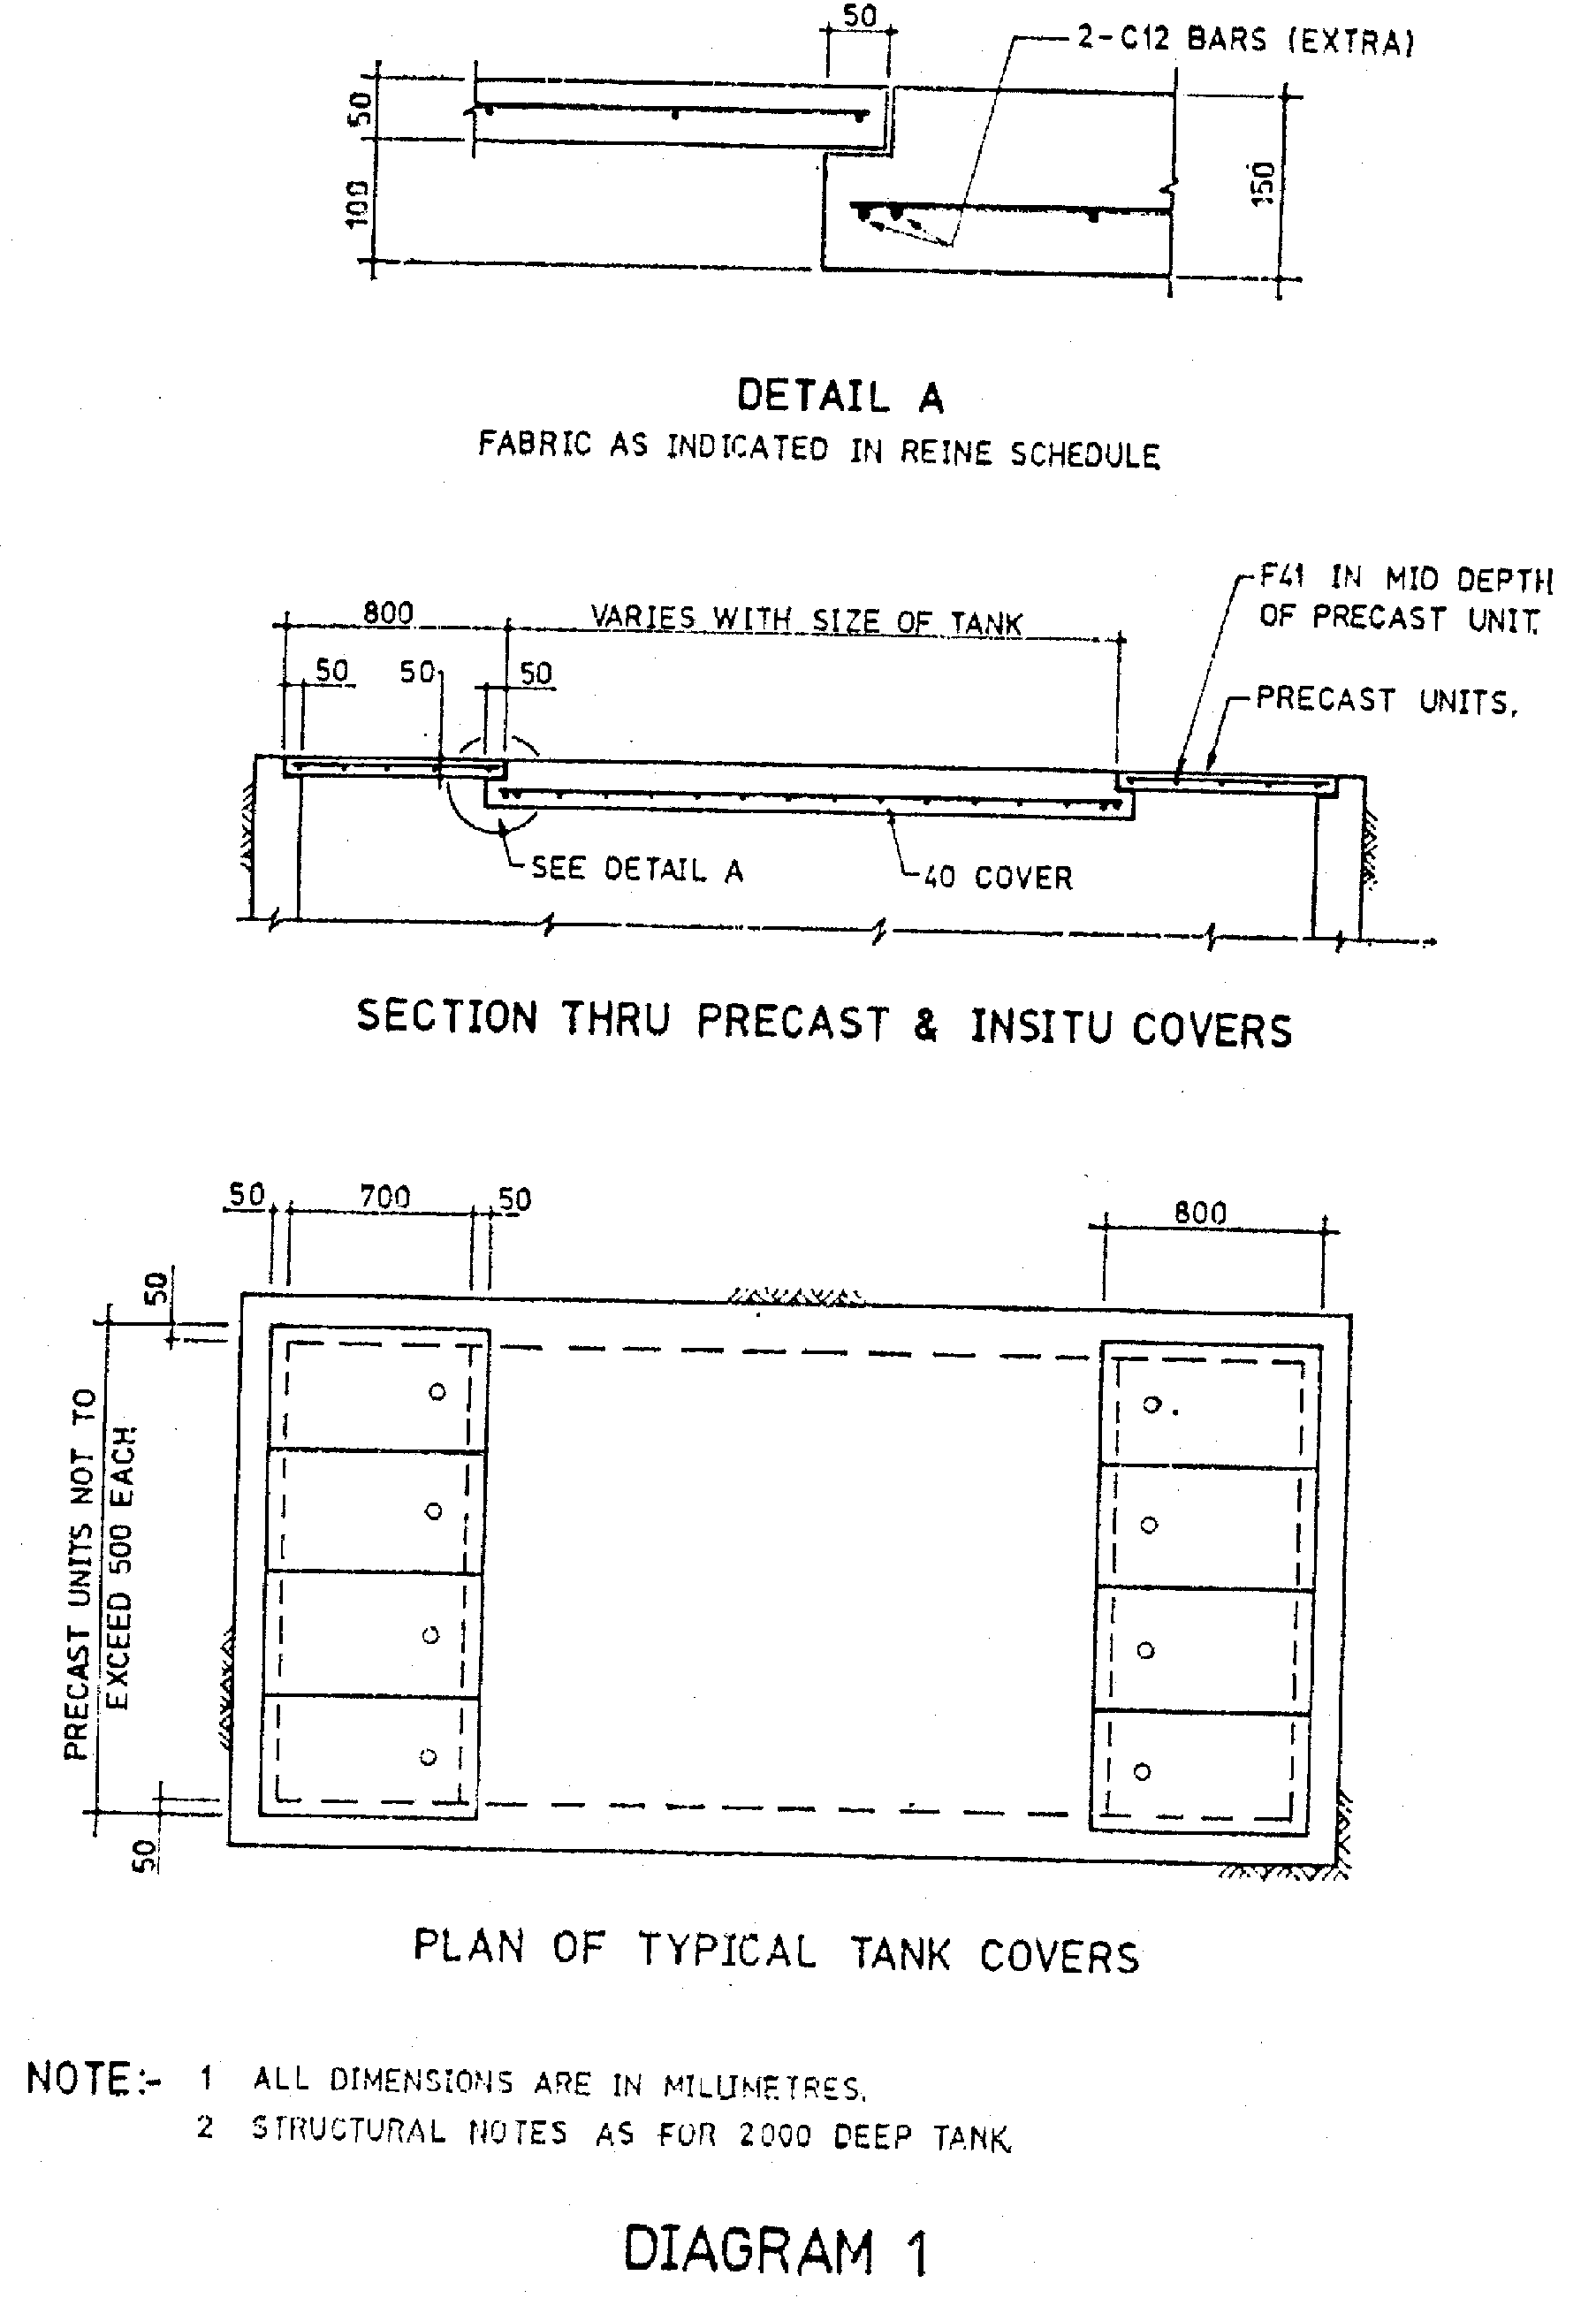 50
2-C12 BARS (EXTRA)
50
100
150
DETAIL A
FABRIC AS INDICATED IN REINE SCHEDULE
F41 IN MID DEPTH
OF PRECAST UNIT.
800
VARIES WITH SIZE OF TANK
50
50
50
PRECAST UNITS.
SEE DETAIL A
40 COVER
SECTION THRU PRECAST & INSITU COVERS
50
700
50
800
50
PRECAST UNITS NOT TO
EXCEED 500 EACH
50
PLAN OF TYPICAL TANK COVERS
NOTE:- 1 ALL DIMENSIONS ARE IN MILLIMETRES.
2 STRUCTURAL NOTES AS FOR 2000 DEEP TANK
DIAGRAM 1